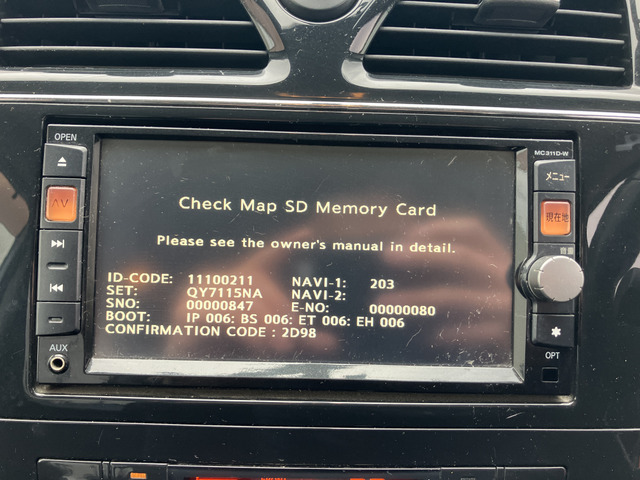 OPEN
MC311D-W
AV
メニュー
現在地
Check Map SD Memory Card
Please see the owner's manual in detail.
ID-CODE: 11100211 NAVI-1: 203
SET: QY7115NA NAVI-2:
SNO: 00000847 E-NO: 00000080
BOOT: IP 006: BS 006: ET 006: EH 006
CONFIRMATION CODE : 2D98
AUX
OPT